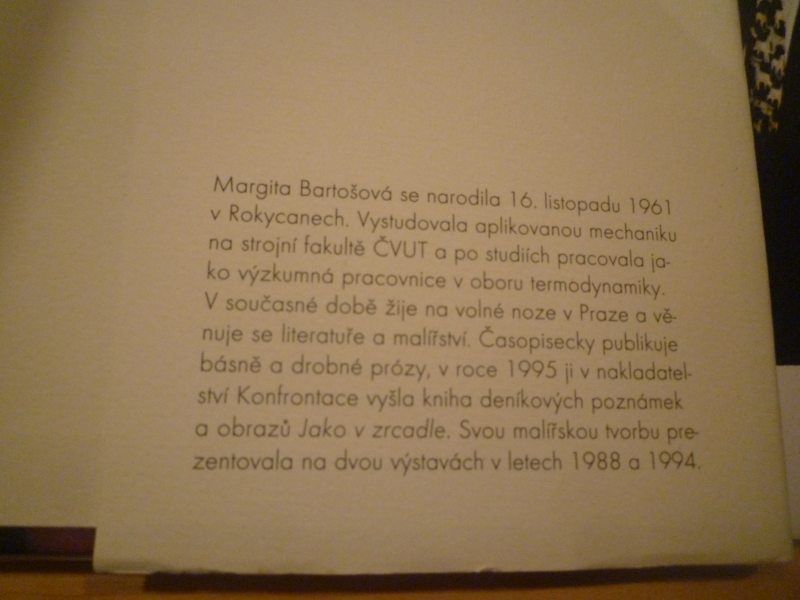 Margita Bartošová se narodila 16. listopadu 1961
v Rokycanech. Vystudovala aplikovanou mechaniku
na strojní fakultě ČVUT a po studiích pracovala ja-
ko výzkumná pracovnice v oboru termodynamiky.
V současné době žije na volné noze v Praze a vě-
nuje se literatuře a malířství. Časopisecky publikuje
básně a drobné prózy, v roce 1995 ji v nakladatel-
ství Konfrontace vyšla kniha deníkových poznámek
a obrazů Jako v zrcadle. Svou malířskou tvorbu pre-
zentovala na dvou výstavách v letech 1988 a 1994.